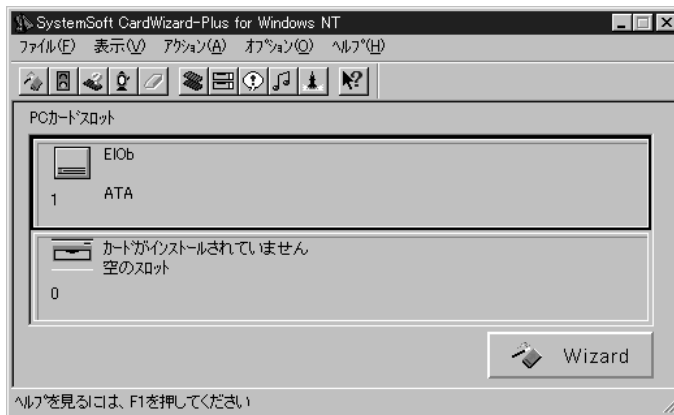 SystemSoft CardWizard-Plus for Windows NT
ファイル(F) 表示(V) アクション(A) オプション(O) ヘルプ(H)
PCカードスロット
EIOb
1 ATA
カードがインストールされていません
空のスロット
0
Wizard
ヘルプを見るには、F1を押してください